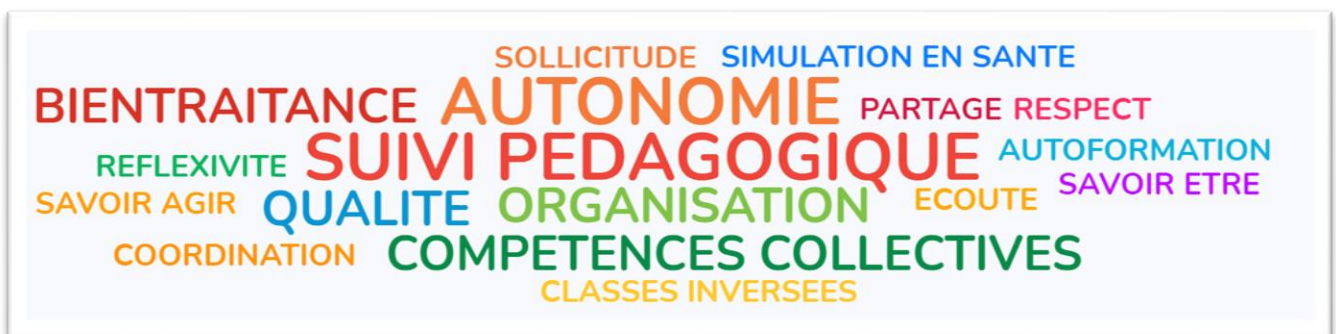 SOLLICITUDE SIMULATION EN SANTE
BIENTRAITANCE AUTONOMIE PARTAGE RESPECT
REFLEXIVITE SUIVI PEDAGOGIQUE AUTOFORMATION
SAVOIR AGIR QUALITE ORGANISATION ECOUTE SAVOIR ETRE
COORDINATION COMPETENCES COLLECTIVES
CLASSES INVERSEES